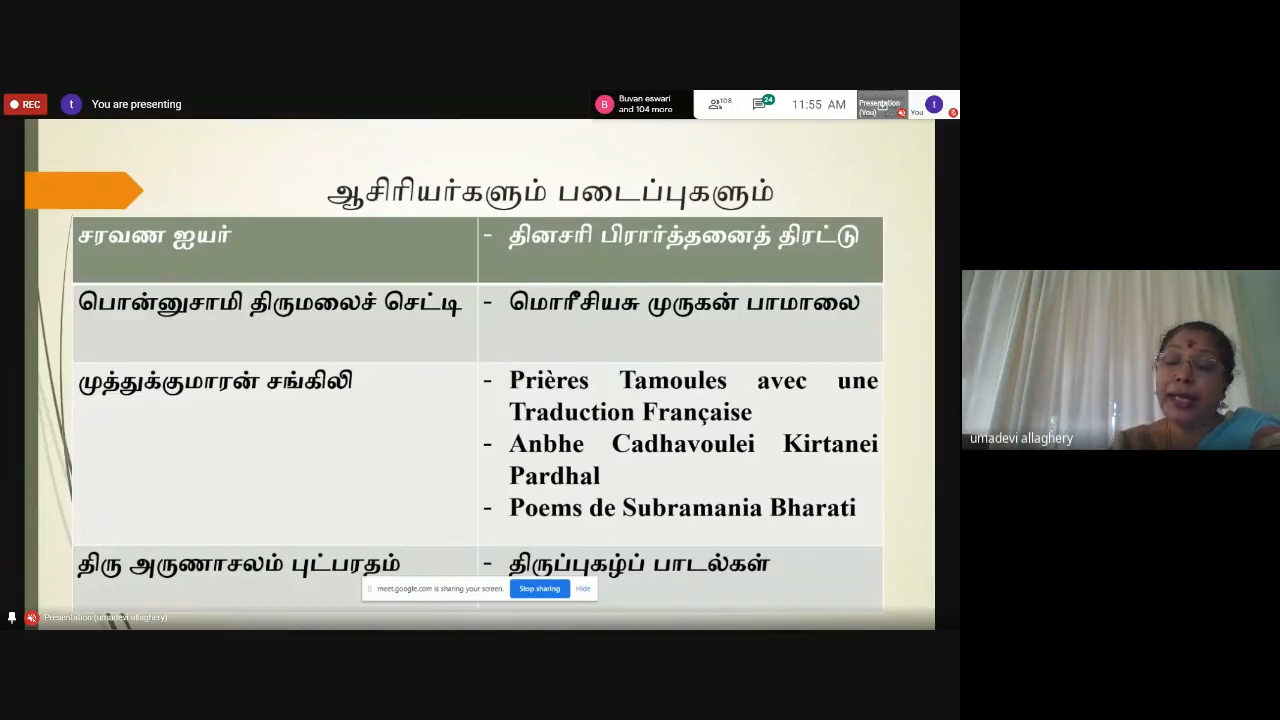 REC
t
You are presenting
B
Buvan eswari
and 104 more
108
24
11:55 AM
Presentation
(You)
t
You
ஆசிரியர்களும் படைப்புகளும்
சரவண ஐயர்
- தினசரி பிரார்த்தனைத் திரட்டு
பொன்னுசாமி திருமலைச் செட்டி
- மொரீசியசு முருகன் பாமாலை
முத்துக்குமாரன் சங்கிலி
- Prières Tamoules avec une
Traduction Française
- Anbhe Cadhavoulei Kirtanei
Pardhal
- Poems de Subramania Bharati
திரு அருணாசலம் புட்பரதம்
- திருப்புகழ்ப் பாடல்கள்
meet.google.com is sharing your screen.
Stop sharing
Hide
Presentation (umadevi allaghery)
umadevi allaghery